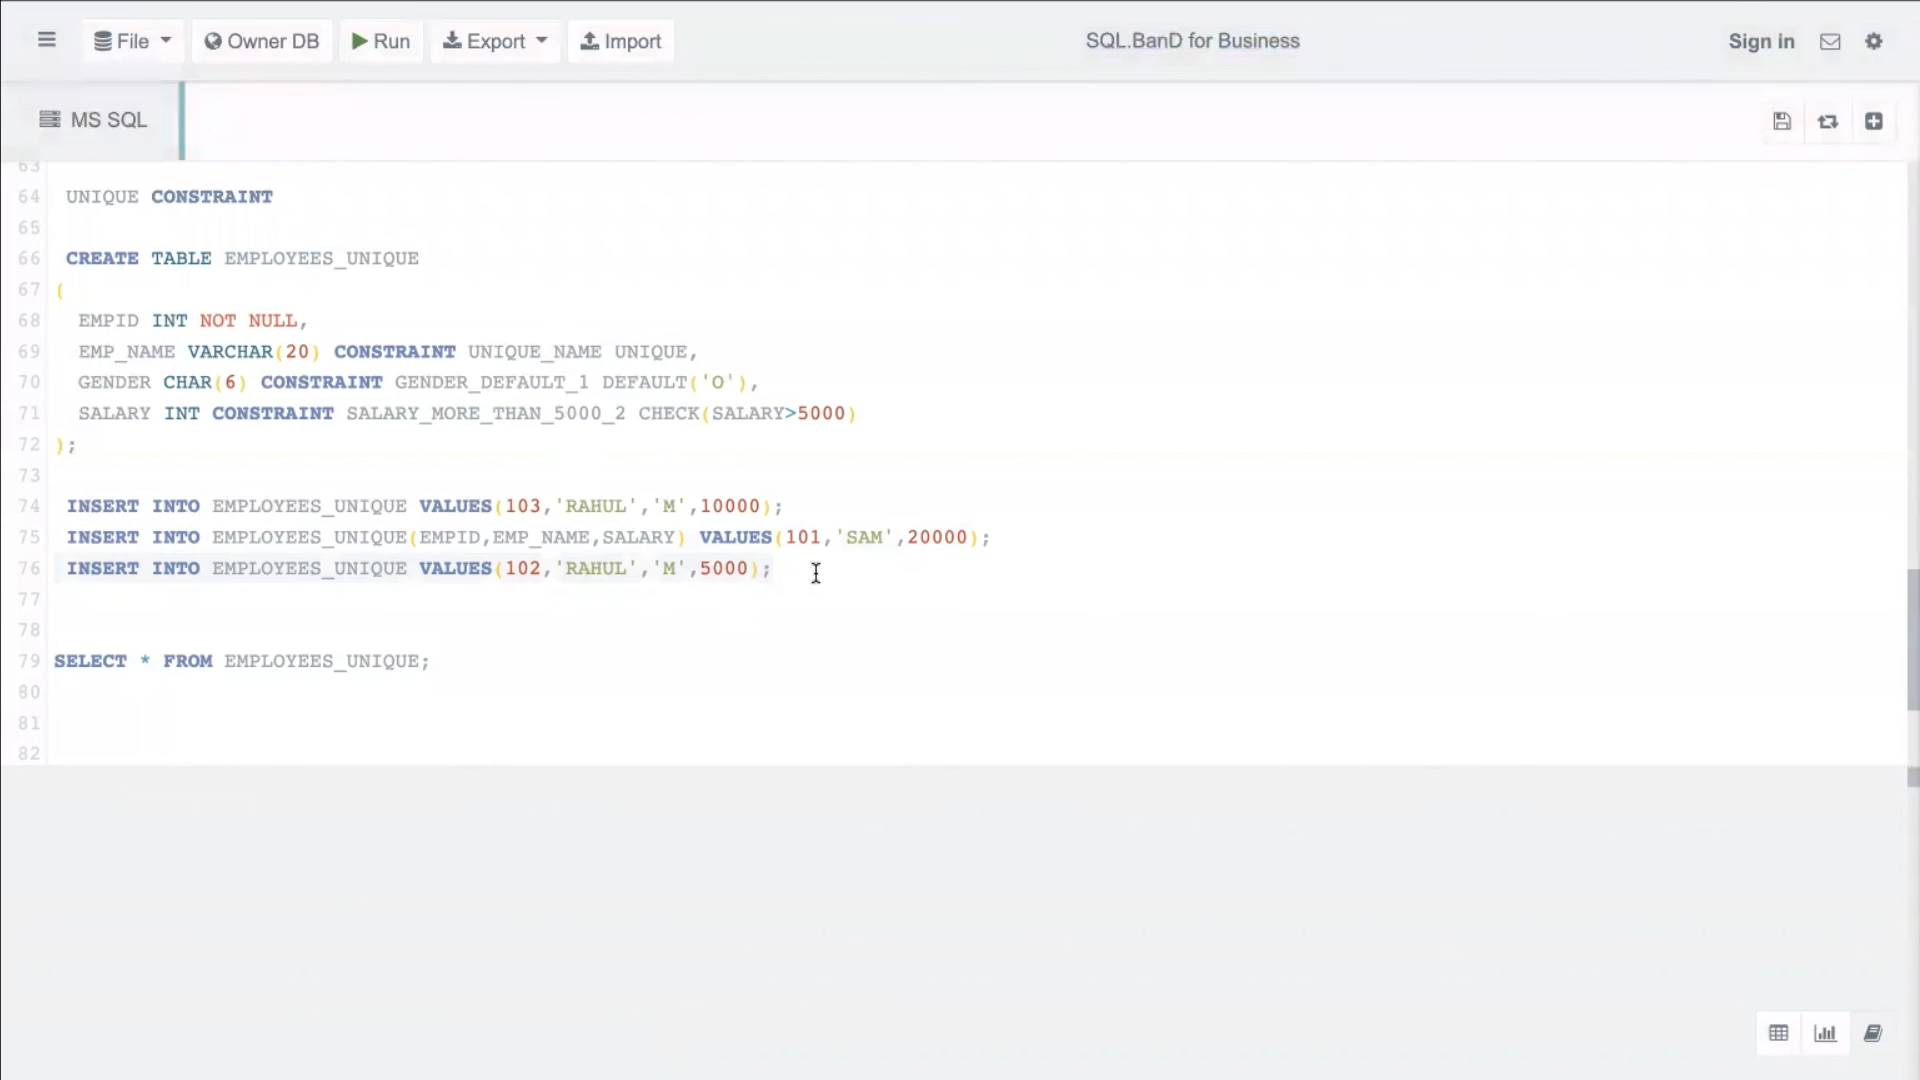 File Owner DB Run Export Import SQL.BanD for Business Sign in
MS SQL
63
64 UNIQUE CONSTRAINT
65
66 CREATE TABLE EMPLOYEES_UNIQUE
67 (
68 EMPID INT NOT NULL,
69 EMP_NAME VARCHAR(20) CONSTRAINT UNIQUE_NAME UNIQUE,
70 GENDER CHAR(6) CONSTRAINT GENDER_DEFAULT_1 DEFAULT('O'),
71 SALARY INT CONSTRAINT SALARY_MORE_THAN_5000_2 CHECK(SALARY>5000)
72 );
73
74 INSERT INTO EMPLOYEES_UNIQUE VALUES(103,'RAHUL','M',10000);
75 INSERT INTO EMPLOYEES_UNIQUE(EMPID,EMP_NAME,SALARY) VALUES(101,'SAM',20000);
76 INSERT INTO EMPLOYEES_UNIQUE VALUES(102,'RAHUL','M',5000);
77
78
79 SELECT * FROM EMPLOYEES_UNIQUE;
80
81
82